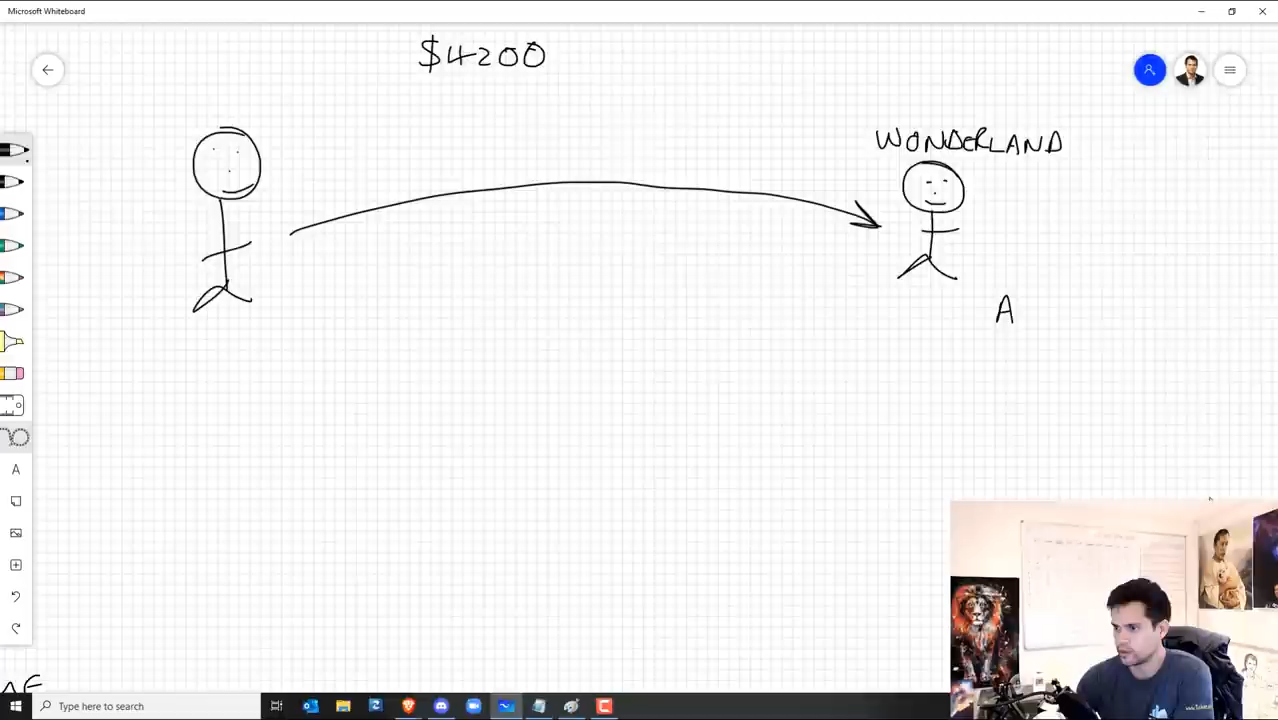 Microsoft Whiteboard
$4200
WONDERLAND
A
A
Type here to search